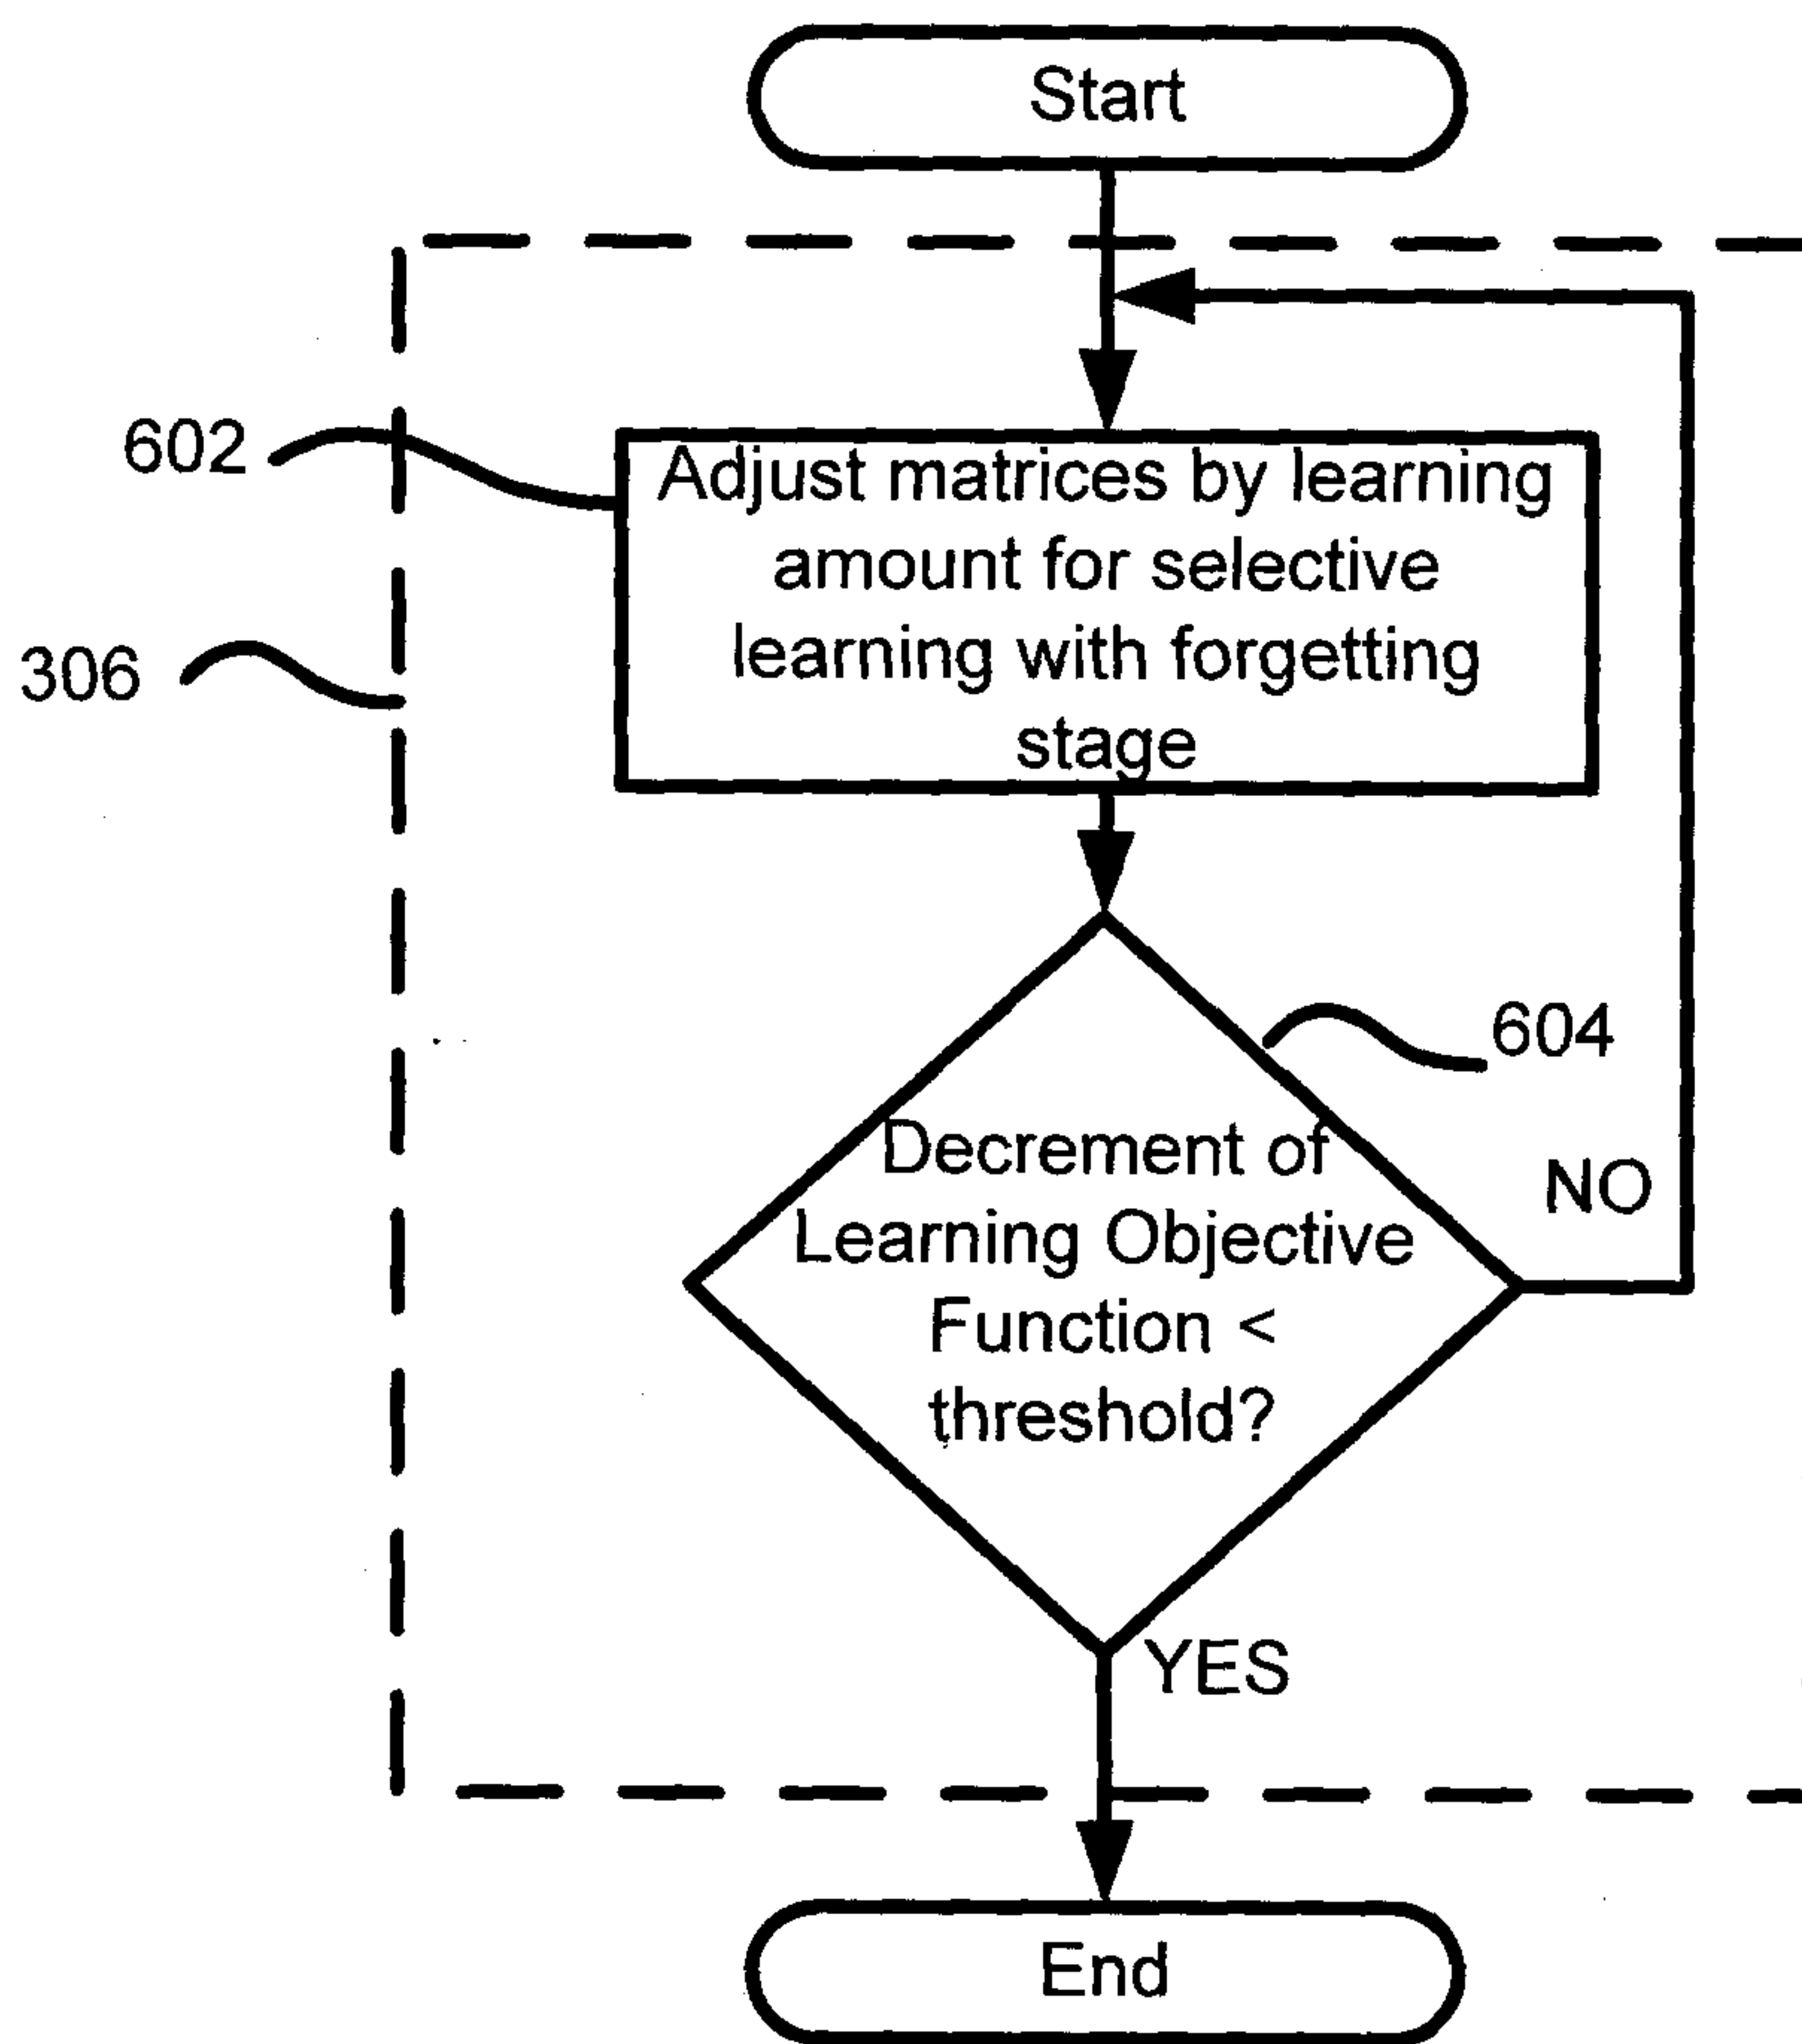 Start
602
Adjust matrices by learning
amount for selective
learning with forgetting
stage
306
604
Decrement of
Learning Objective
Function <
threshold?
NO
YES
End